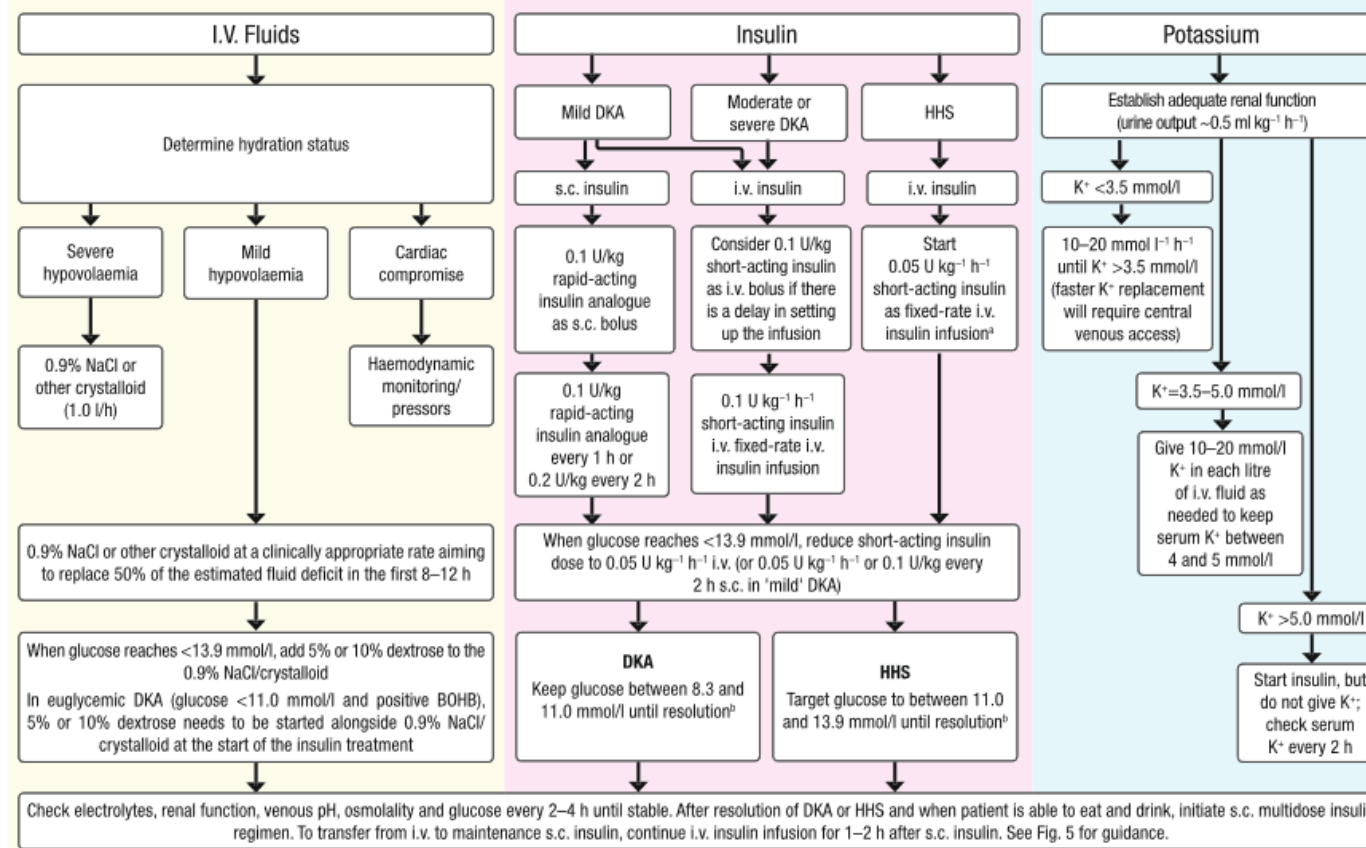 I.V. Fluids
Determine hydration status
Severe
hypovolaemia
Mild
hypovolaemia
Cardiac
compromise
0.9% NaCl or
other crystalloid
(1.0 l/h)
Haemodynamic
monitoring/
pressors
0.9% NaCl or other crystalloid at a clinically appropriate rate aiming
to replace 50% of the estimated fluid deficit in the first 8–12 h
When glucose reaches <13.9 mmol/l, add 5% or 10% dextrose to the
0.9% NaCl/crystalloid
In euglycemic DKA (glucose <11.0 mmol/l and positive BOHB),
5% or 10% dextrose needs to be started alongside 0.9% NaCl/
crystalloid at the start of the insulin treatment
Insulin
Mild DKA
Moderate or
severe DKA
HHS
s.c. insulin
i.v. insulin
i.v. insulin
0.1 U/kg
rapid-acting
insulin analogue
as s.c. bolus
Consider 0.1 U/kg
short-acting insulin
as i.v. bolus if there
is a delay in setting
up the infusion
Start
0.05 U kg⁻¹ h⁻¹
short-acting insulin
as fixed-rate i.v.
insulin infusionᵃ
0.1 U/kg
rapid-acting
insulin analogue
every 1 h or
0.2 U/kg every 2 h
0.1 U kg⁻¹ h⁻¹
short-acting insulin
i.v. fixed-rate i.v.
insulin infusion
When glucose reaches <13.9 mmol/l, reduce short-acting insulin
dose to 0.05 U kg⁻¹ h⁻¹ i.v. (or 0.05 U kg⁻¹ h⁻¹ or 0.1 U/kg every
2 h s.c. in 'mild' DKA)
DKA
Keep glucose between 8.3 and
11.0 mmol/l until resolutionᵇ
HHS
Target glucose to between 11.0
and 13.9 mmol/l until resolutionᵇ
Potassium
Establish adequate renal function
(urine output ~0.5 ml kg⁻¹ h⁻¹)
K⁺ <3.5 mmol/l
10–20 mmol l⁻¹ h⁻¹
until K⁺ >3.5 mmol/l
(faster K⁺ replacement
will require central
venous access)
K⁺=3.5–5.0 mmol/l
Give 10–20 mmol/l
K⁺ in each litre
of i.v. fluid as
needed to keep
serum K⁺ between
4 and 5 mmol/l
K⁺ >5.0 mmol/l
Start insulin, but
do not give K⁺;
check serum
K⁺ every 2 h
Check electrolytes, renal function, venous pH, osmolality and glucose every 2–4 h until stable. After resolution of DKA or HHS and when patient is able to eat and drink, initiate s.c. multidose insuli
regimen. To transfer from i.v. to maintenance s.c. insulin, continue i.v. insulin infusion for 1–2 h after s.c. insulin. See Fig. 5 for guidance.